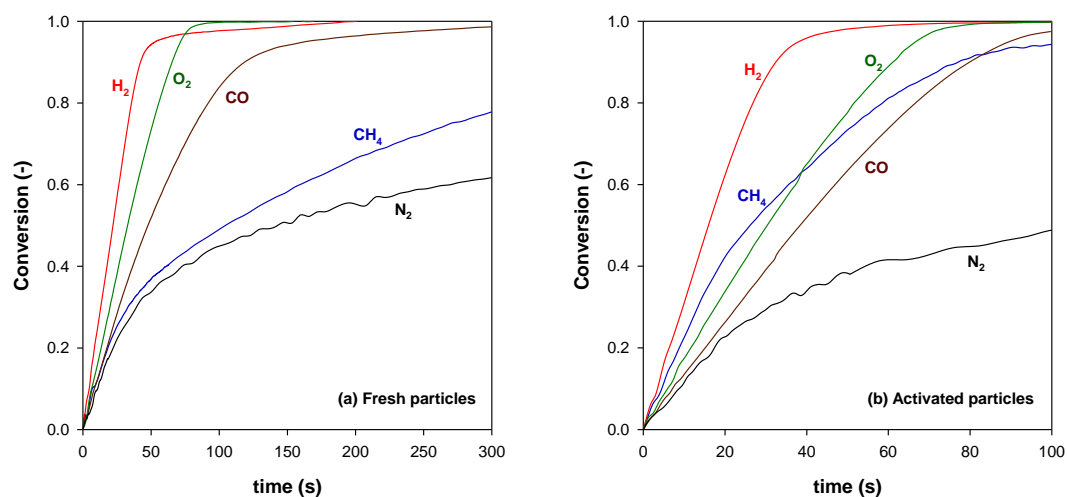 1.0
0.8
0.6
0.4
0.2
0.0
Conversion (-)
H₂
O₂
CO
CH₄
N₂
(a) Fresh particles
0 50 100 150 200 250 300
time (s)
1.0
0.8
0.6
0.4
0.2
0.0
Conversion (-)
H₂
O₂
CH₄
CO
N₂
(b) Activated particles
0 20 40 60 80 100
time (s)